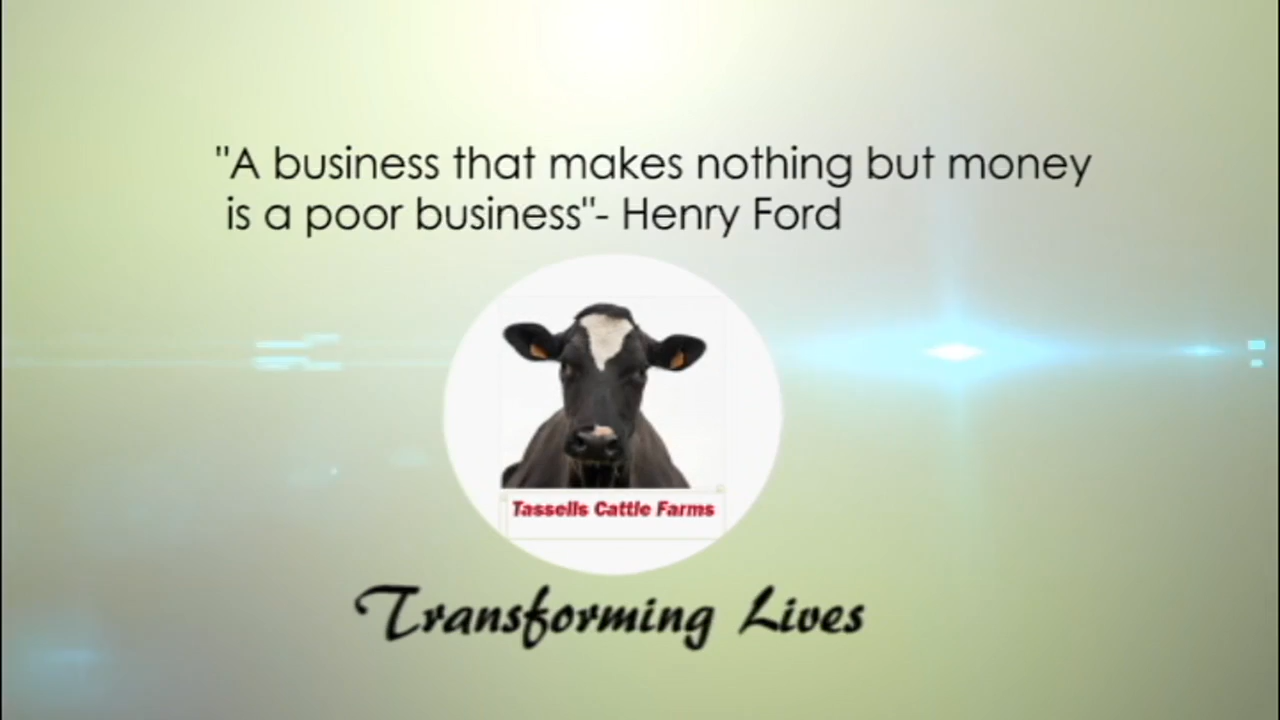 "A business that makes nothing but money
is a poor business"- Henry Ford
Tassells Cattle Farms
Transforming Lives